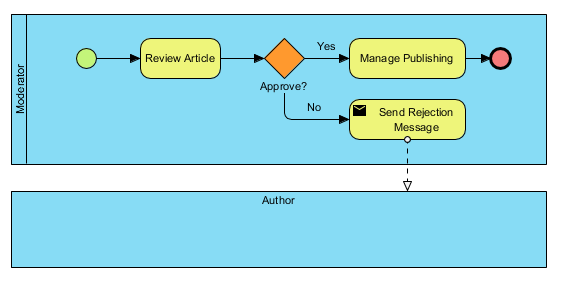 Moderator
Review Article
Approve?
Yes
Manage Publishing
No
Send Rejection
Message
Author